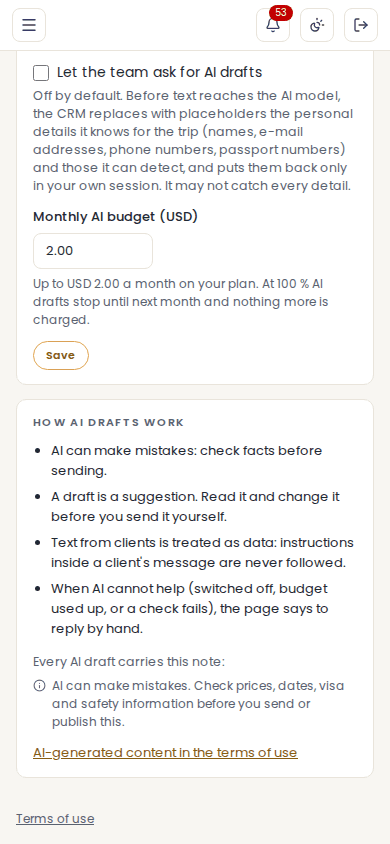 53
Let the team ask for AI drafts
Off by default. Before text reaches the AI model,
the CRM replaces with placeholders the personal
details it knows for the trip (names, e-mail
addresses, phone numbers, passport numbers)
and those it can detect, and puts them back only
in your own session. It may not catch every detail.
Monthly AI budget (USD)
2.00
Up to USD 2.00 a month on your plan. At 100 % AI
drafts stop until next month and nothing more is
charged.
Save
HOW AI DRAFTS WORK
• AI can make mistakes: check facts before
sending.
• A draft is a suggestion. Read it and change it
before you send it yourself.
• Text from clients is treated as data: instructions
inside a client's message are never followed.
• When AI cannot help (switched off, budget
used up, or a check fails), the page says to
reply by hand.
Every AI draft carries this note:
AI can make mistakes. Check prices, dates, visa
and safety information before you send or
publish this.
AI-generated content in the terms of use
Terms of use